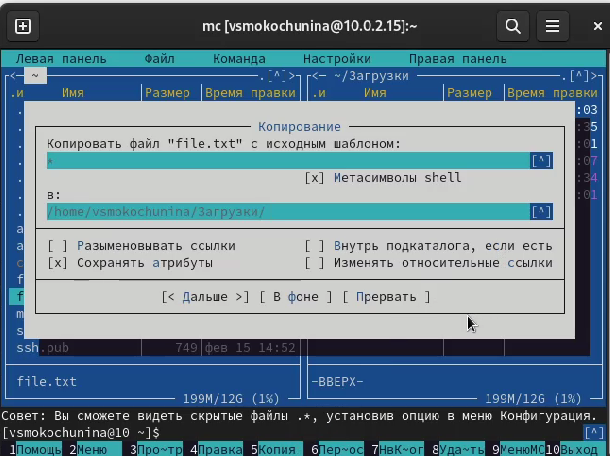 mc [vsmokochunina@10.0.2.15]:~
Левая панель Файл Команда Настройки Правая панель
~ .[^]> <─ ~/Загрузки .[^]>
.и Имя Размер Время правки .и Имя Размер Время правки
Копирование
Копировать файл "file.txt" с исходным шаблоном:
* [^]
[x] Метасимволы shell
в:
/home/vsmokochunina/Загрузки/ [^]
[ ] Разыменовывать ссылки [ ] Внутрь подкаталога, если есть
[x] Сохранять атрибуты [ ] Изменять относительные ссылки
[< Дальше >] [ В фоне ] [ Прервать ]
ssh.pub 749 фев 15 14:52
file.txt -ВВЕРХ-
199M/12G (1%) 199M/12G (1%)
Совет: Вы сможете видеть скрытые файлы .*, установив опцию в меню Конфигурация.
[vsmokochunina@10 ~]$ [^]
1Помощь 2Меню 3Про~тр 4Правка 5Копия 6Пер~ос 7НвК~ог 8Уда~ть 9МенюMC 10Выход